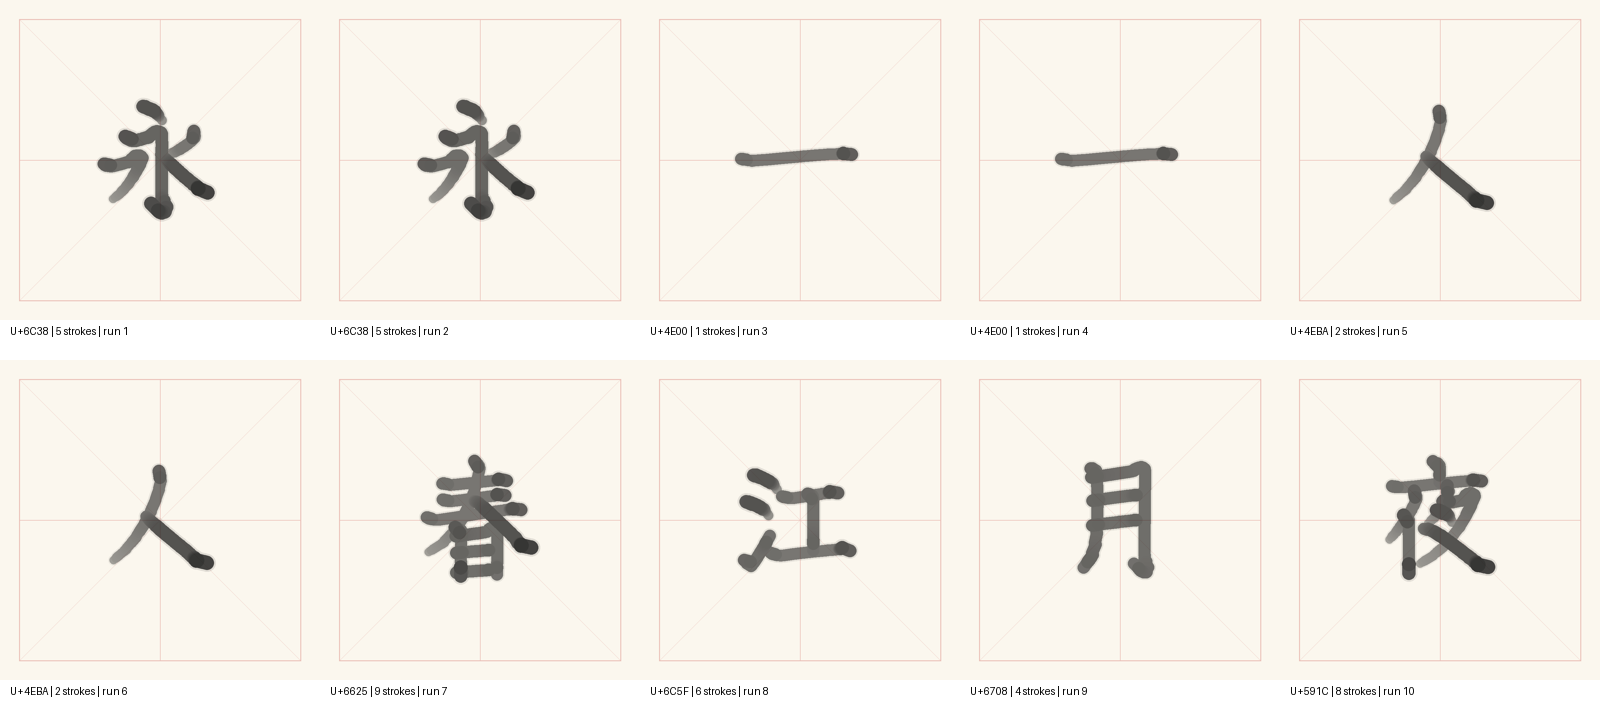 永 永 一 一 人
U+6C38 | 5 strokes | run 1 U+6C38 | 5 strokes | run 2 U+4E00 | 1 strokes | run 3 U+4E00 | 1 strokes | run 4 U+4EBA | 2 strokes | run 5
人 春 江 月 夜
U+4EBA | 2 strokes | run 6 U+6625 | 9 strokes | run 7 U+6C5F | 6 strokes | run 8 U+6708 | 4 strokes | run 9 U+591C | 8 strokes | run 10